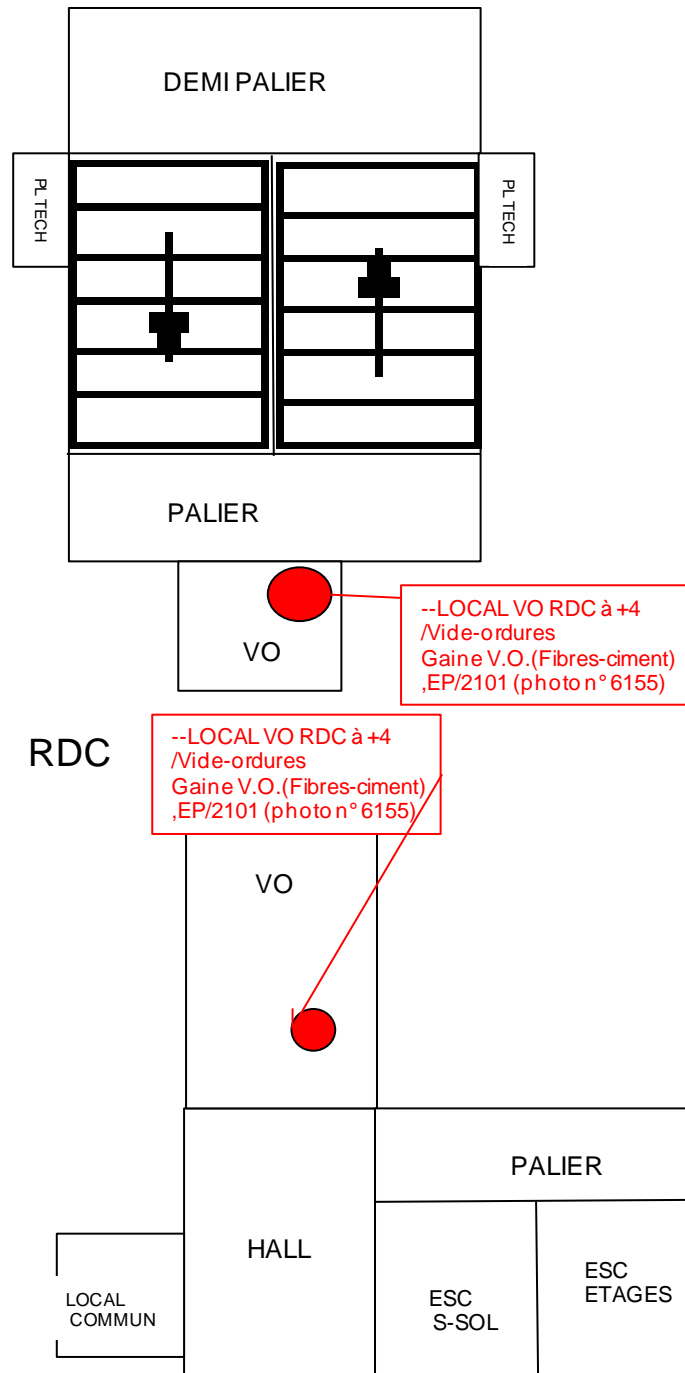 DEMI PALIER
PL TECH
PL TECH
PALIER
VO
--LOCAL VO RDC à +4
/Vide-ordures
Gaine V.O.(Fibres-ciment)
,EP/2101 (photo n° 6155)
RDC
--LOCAL VO RDC à +4
/Vide-ordures
Gaine V.O.(Fibres-ciment)
,EP/2101 (photo n° 6155)
VO
PALIER
HALL
LOCAL
COMMUN
ESC
S-SOL
ESC
ETAGES